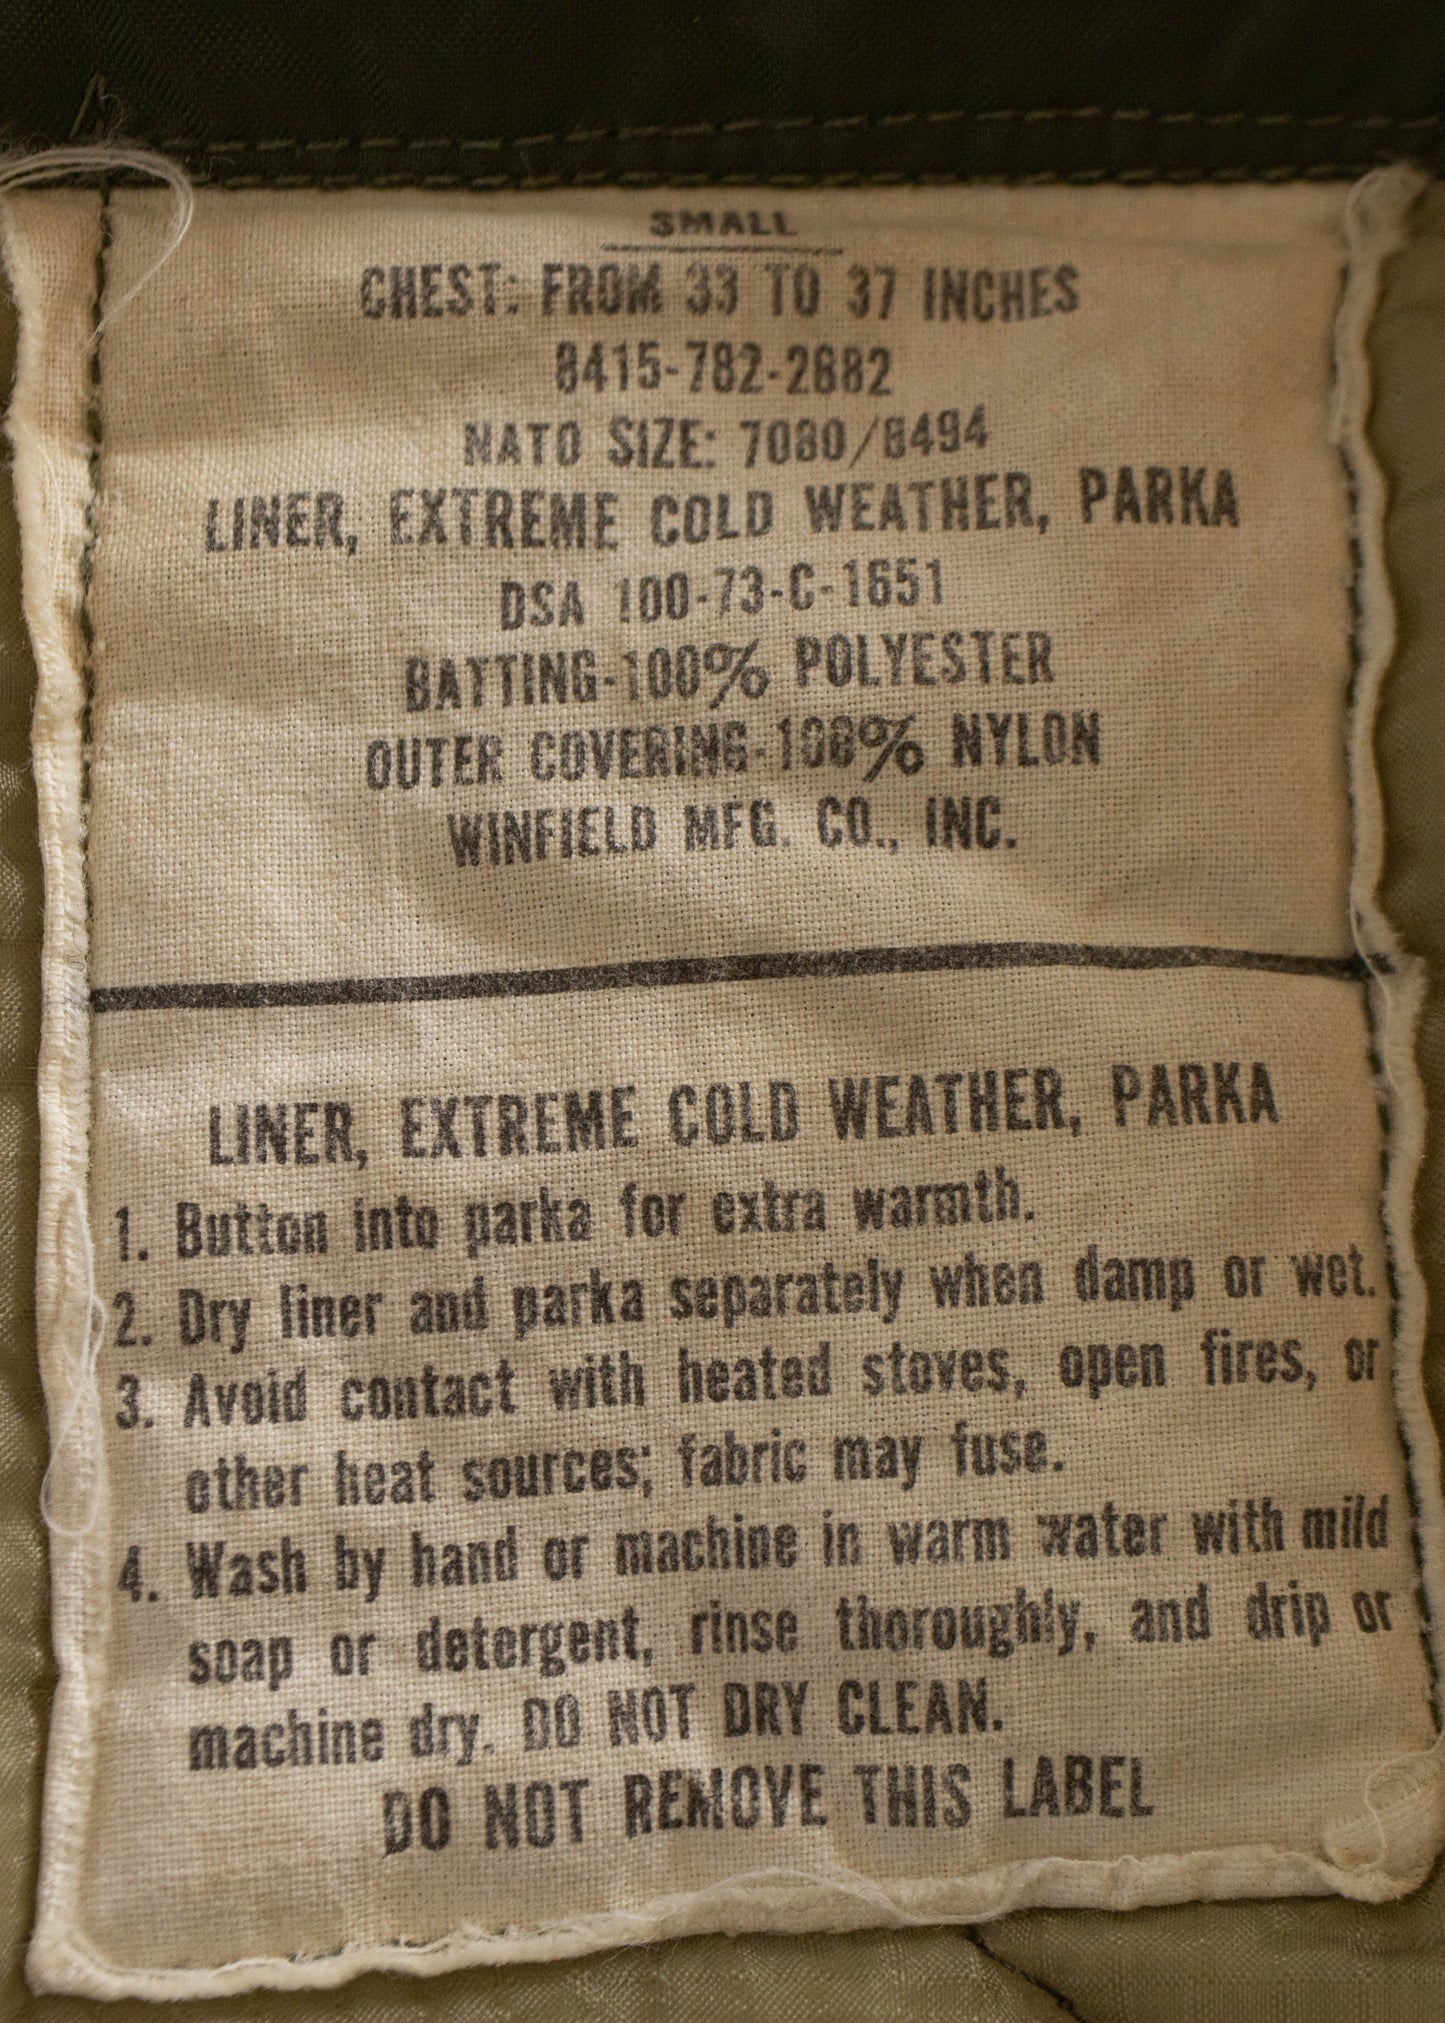 SMALL
CHEST: FROM 33 TO 37 INCHES
8415-782-2882
NATO SIZE: 7080/8494
LINER, EXTREME COLD WEATHER, PARKA
DSA 100-73-C-1651
BATTING-100% POLYESTER
OUTER COVERING-100% NYLON
WINFIELD MFG. CO., INC.
LINER, EXTREME COLD WEATHER, PARKA
1. Button into parka for extra warmth.
2. Dry liner and parka separately when damp or wet.
3. Avoid contact with heated stoves, open fires, or
other heat sources; fabric may fuse.
4. Wash by hand or machine in warm water with mild
soap or detergent, rinse thoroughly, and drip or
machine dry. DO NOT DRY CLEAN.
DO NOT REMOVE THIS LABEL